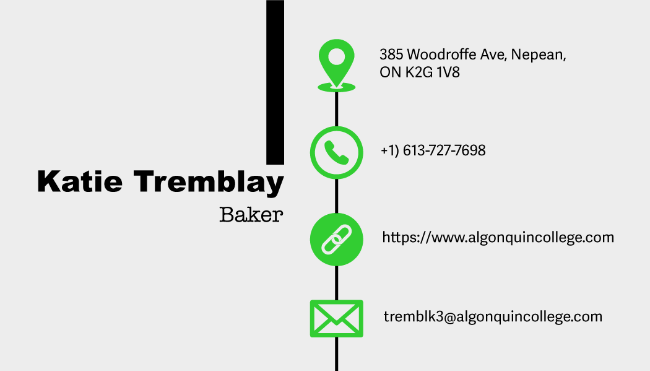 Katie Tremblay
Baker
385 Woodroffe Ave, Nepean,
ON K2G 1V8
+1) 613-727-7698
https://www.algonquincollege.com
tremblk3@algonquincollege.com